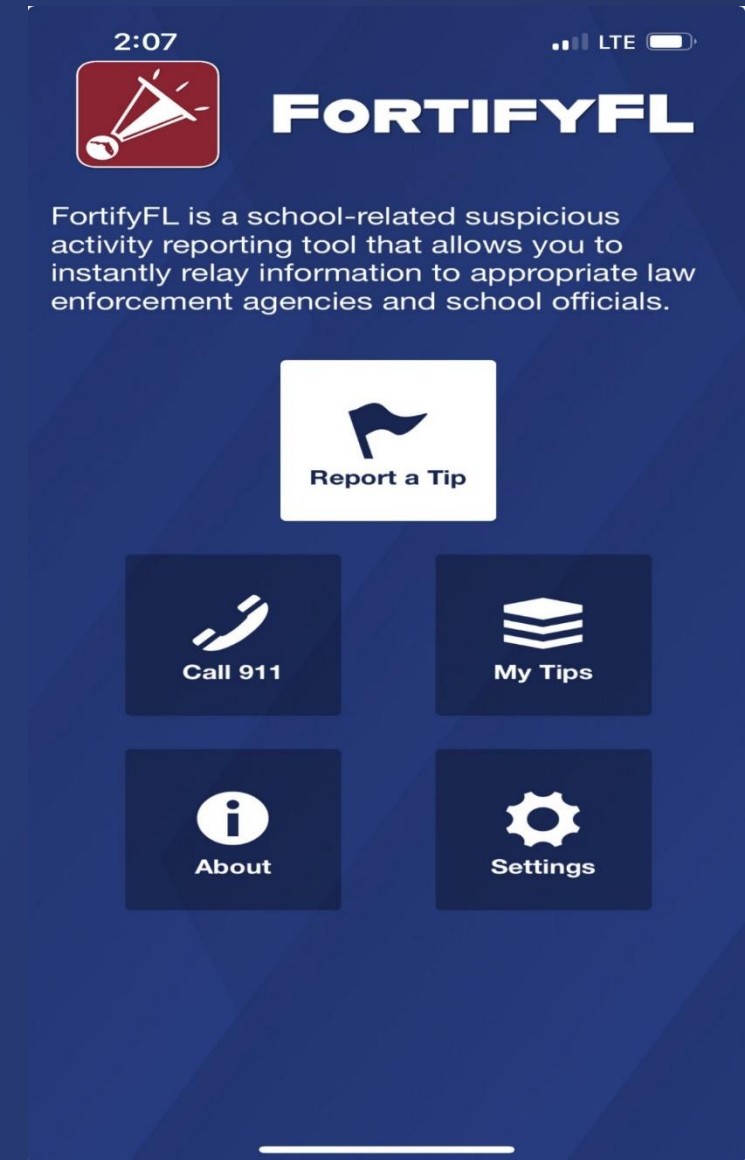 2:07 LTE
FORTIFYFL
FortifyFL is a school-related suspicious
activity reporting tool that allows you to
instantly relay information to appropriate law
enforcement agencies and school officials.
Report a Tip
Call 911
My Tips
About
Settings